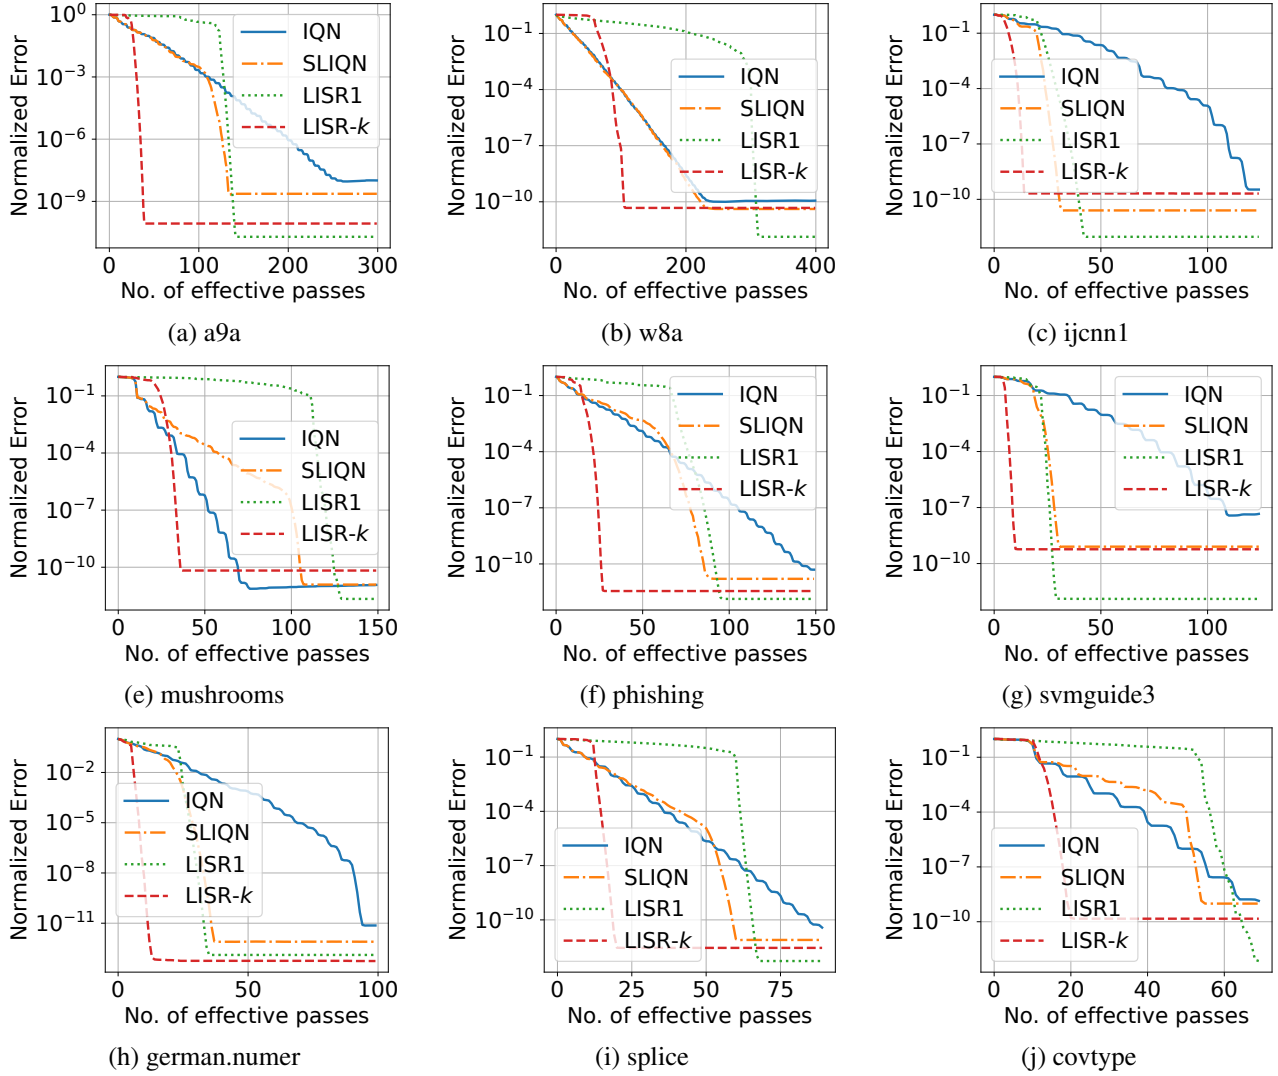 10^0
10^-3
10^-6
10^-9
Normalized Error
IQN
SLIQN
LISR1
LISR-k
0 100 200 300
No. of effective passes
(a) a9a
10^-1
10^-4
10^-7
10^-10
Normalized Error
IQN
SLIQN
LISR1
LISR-k
0 200 400
No. of effective passes
(b) w8a
10^-1
10^-4
10^-7
10^-10
Normalized Error
IQN
SLIQN
LISR1
LISR-k
0 50 100
No. of effective passes
(c) ijcnn1
10^-1
10^-4
10^-7
10^-10
Normalized Error
IQN
SLIQN
LISR1
LISR-k
0 50 100 150
No. of effective passes
(e) mushrooms
10^-1
10^-4
10^-7
10^-10
Normalized Error
IQN
SLIQN
LISR1
LISR-k
0 50 100 150
No. of effective passes
(f) phishing
10^-1
10^-4
10^-7
10^-10
Normalized Error
IQN
SLIQN
LISR1
LISR-k
0 50 100
No. of effective passes
(g) svmguide3
10^-2
10^-5
10^-8
10^-11
Normalized Error
IQN
SLIQN
LISR1
LISR-k
0 50 100
No. of effective passes
(h) german.numer
10^-1
10^-4
10^-7
10^-10
Normalized Error
IQN
SLIQN
LISR1
LISR-k
0 25 50 75
No. of effective passes
(i) splice
10^-1
10^-4
10^-7
10^-10
Normalized Error
IQN
SLIQN
LISR1
LISR-k
0 20 40 60
No. of effective passes
(j) covtype